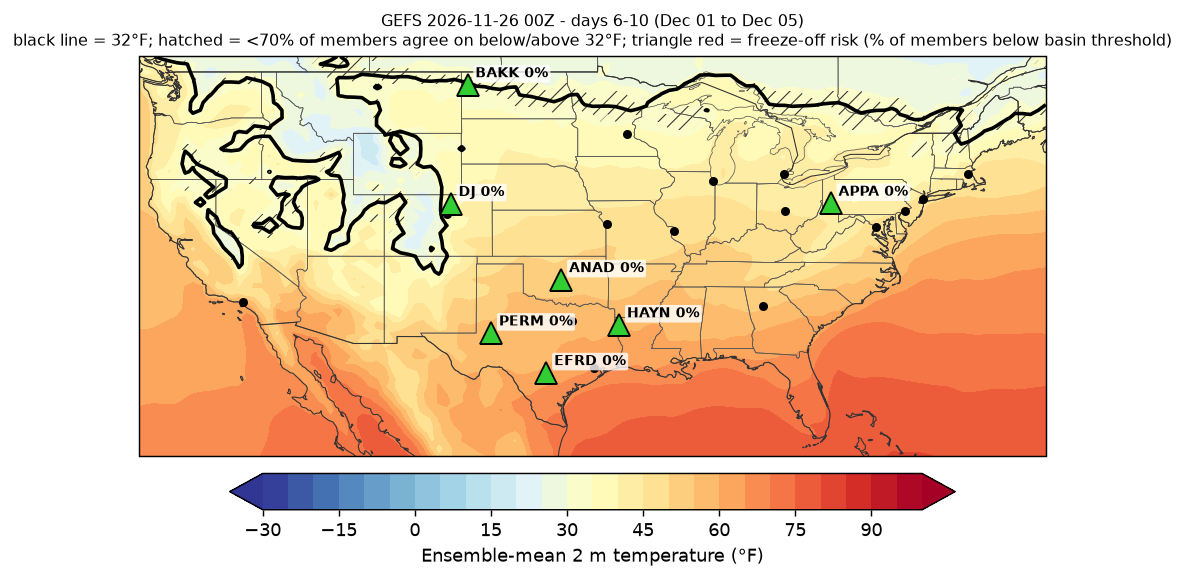 GEFS 2026-11-26 00Z - days 6-10 (Dec 01 to Dec 05)
black line = 32°F; hatched = <70% of members agree on below/above 32°F; triangle red = freeze-off risk (% of members below basin threshold)
BAKK 0%
DJ 0%
APPA 0%
ANAD 0%
HAYN 0%
PERM 0%
EFRD 0%
−30 −15 0 15 30 45 60 75 90
Ensemble-mean 2 m temperature (°F)